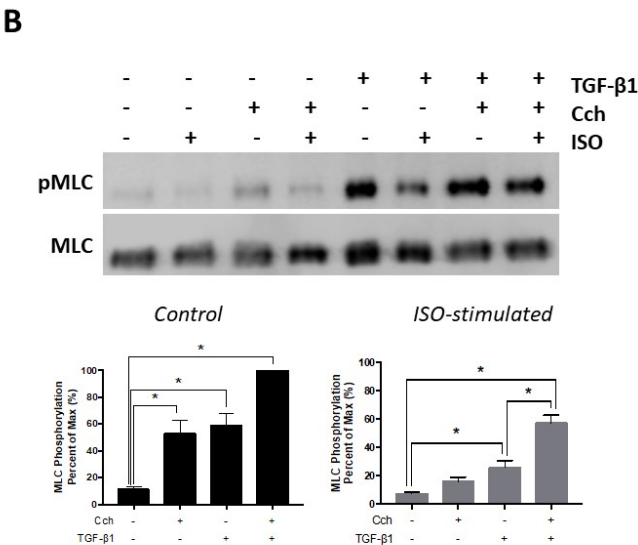 B
- - - - + + + + TGF-β1
- - + + - - + + Cch
- + - + - + - + ISO
pMLC
MLC
Control
ISO-stimulated
MLC Phosphorylation
Percent of Max (%)
100
80
60
40
20
0
*
*
*
Cch - + - +
TGF-β1 - - + +
MLC Phosphorylation
Percent of Max (%)
100
80
60
40
20
0
*
*
*
Cch - + - +
TGF-β1 - - + +